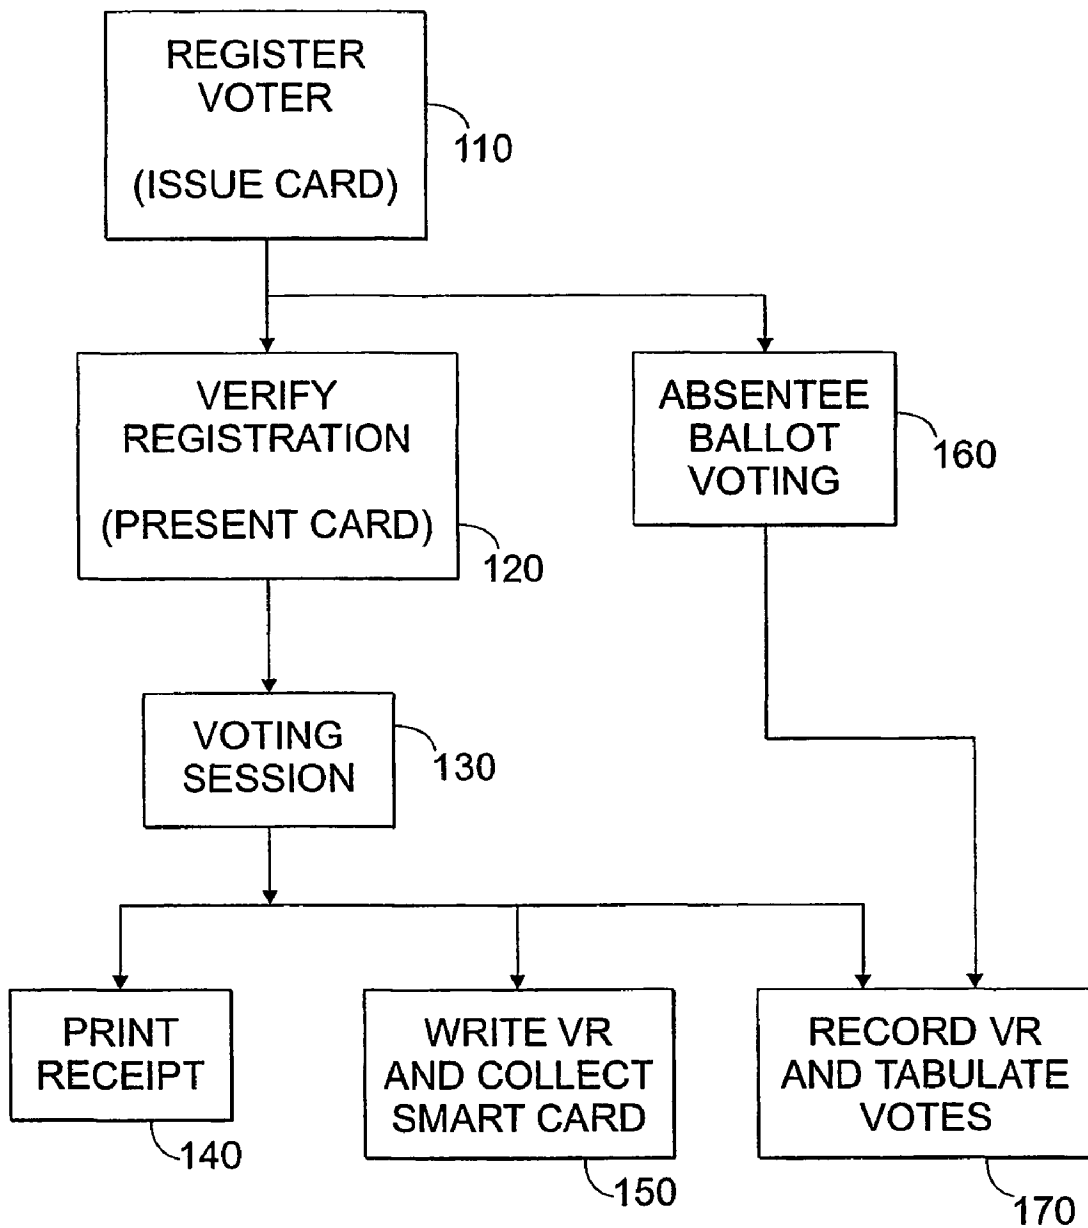 REGISTER
VOTER
(ISSUE CARD)
110
VERIFY
REGISTRATION
(PRESENT CARD)
120
ABSENTEE
BALLOT
VOTING
160
VOTING
SESSION
130
PRINT
RECEIPT
140
WRITE VR
AND COLLECT
SMART CARD
150
RECORD VR
AND TABULATE
VOTES
170